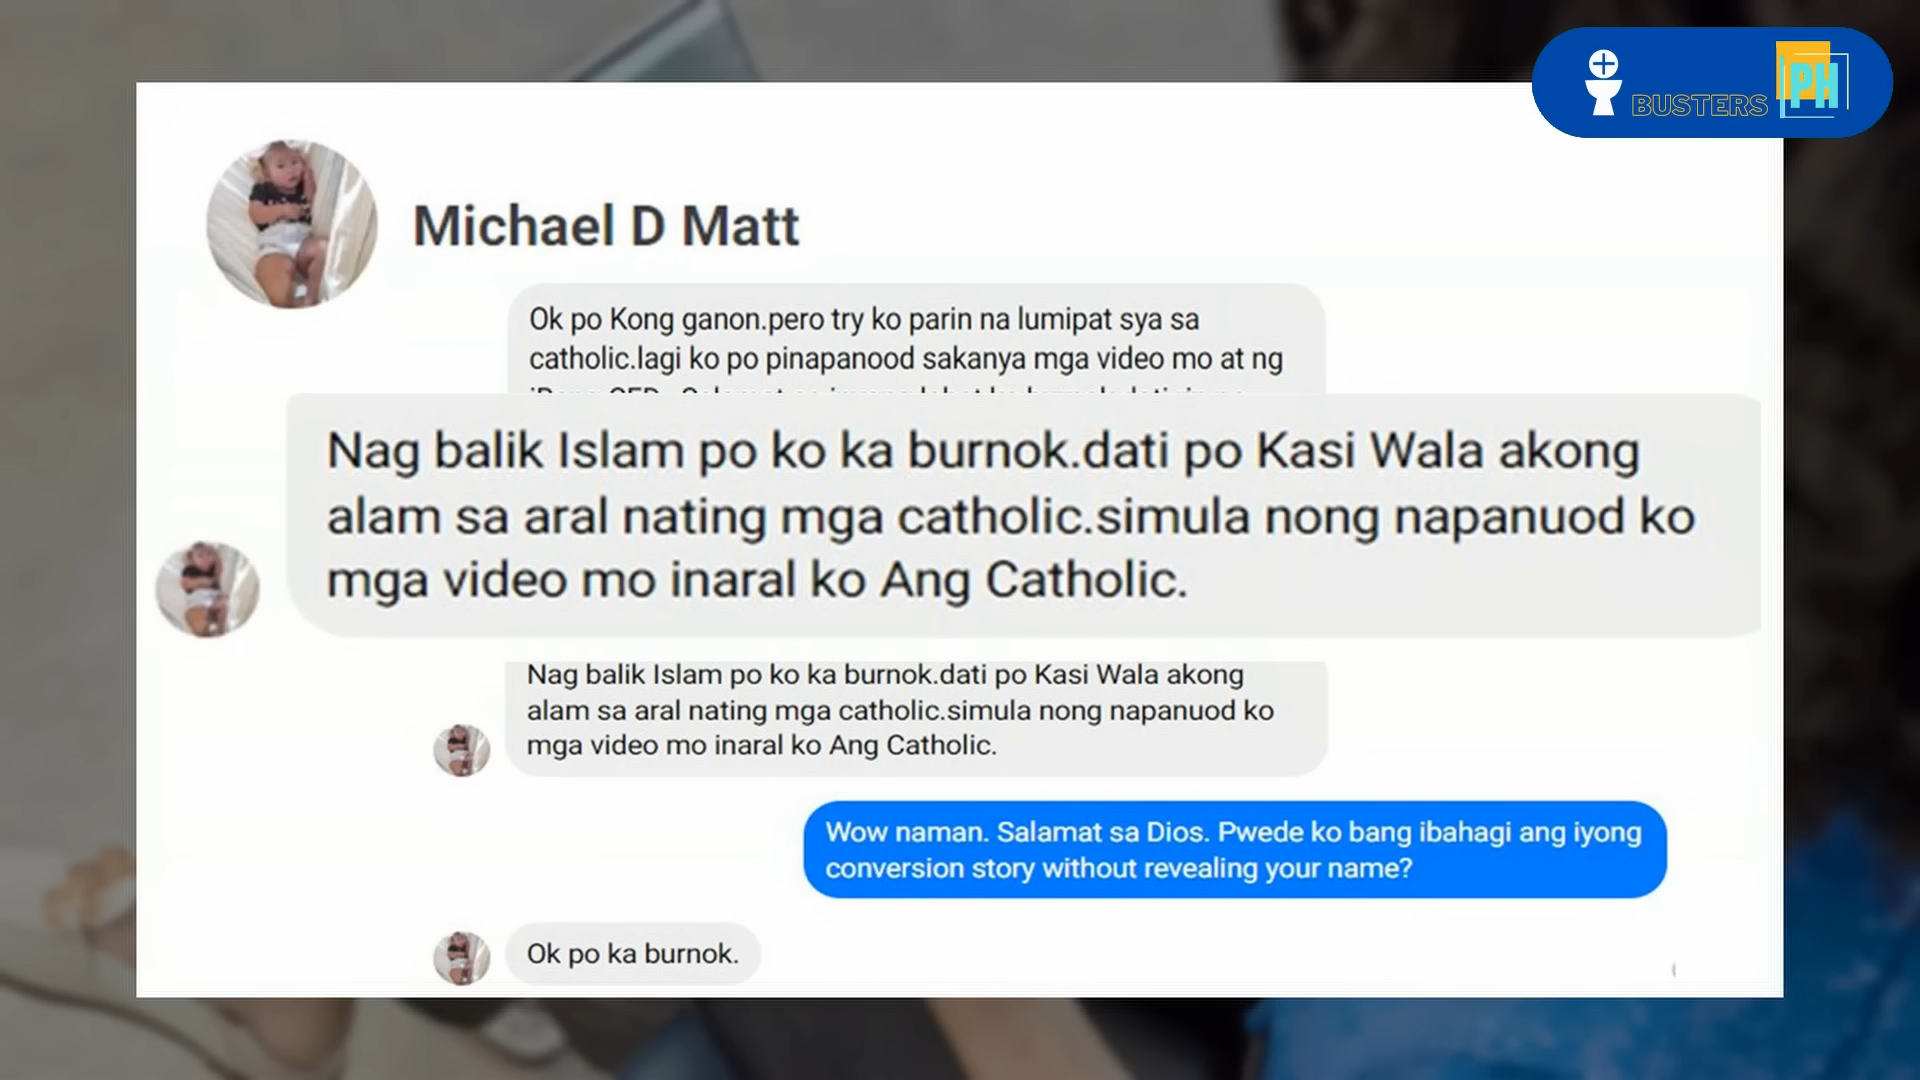 BUSTERS PH
Michael D Matt
Ok po Kong ganon.pero try ko parin na lumipat sya sa
catholic.lagi ko po pinapanood sakanya mga video mo at ng
Nag balik Islam po ko ka burnok.dati po Kasi Wala akong
alam sa aral nating mga catholic.simula nong napanuod ko
mga video mo inaral ko Ang Catholic.
Nag balik Islam po ko ka burnok.dati po Kasi Wala akong
alam sa aral nating mga catholic.simula nong napanuod ko
mga video mo inaral ko Ang Catholic.
Wow naman. Salamat sa Dios. Pwede ko bang ibahagi ang iyong
conversion story without revealing your name?
Ok po ka burnok.